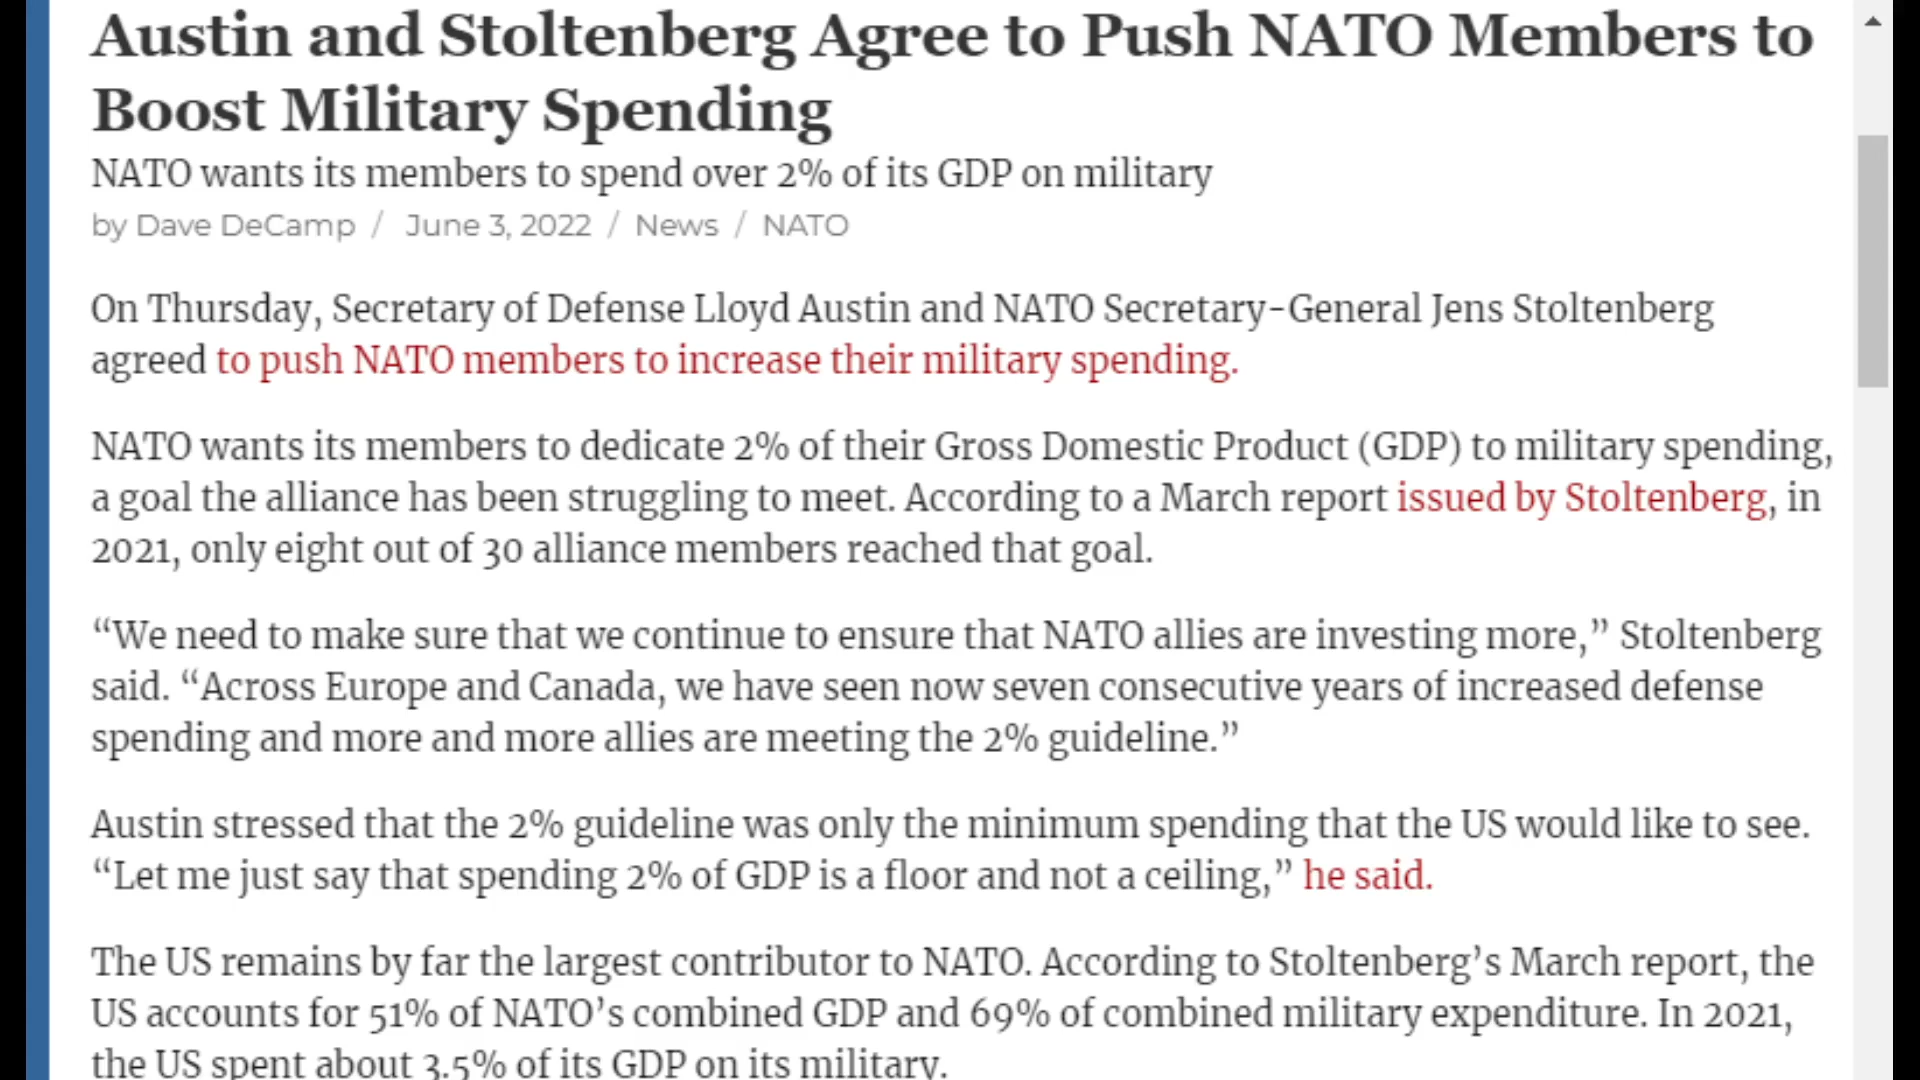 Austin and Stoltenberg Agree to Push NATO Members to
Boost Military Spending
NATO wants its members to spend over 2% of its GDP on military
by Dave DeCamp / June 3, 2022 / News / NATO
On Thursday, Secretary of Defense Lloyd Austin and NATO Secretary-General Jens Stoltenberg
agreed to push NATO members to increase their military spending.
NATO wants its members to dedicate 2% of their Gross Domestic Product (GDP) to military spending,
a goal the alliance has been struggling to meet. According to a March report issued by Stoltenberg, in
2021, only eight out of 30 alliance members reached that goal.
“We need to make sure that we continue to ensure that NATO allies are investing more,” Stoltenberg
said. “Across Europe and Canada, we have seen now seven consecutive years of increased defense
spending and more and more allies are meeting the 2% guideline.”
Austin stressed that the 2% guideline was only the minimum spending that the US would like to see.
“Let me just say that spending 2% of GDP is a floor and not a ceiling,” he said.
The US remains by far the largest contributor to NATO. According to Stoltenberg’s March report, the
US accounts for 51% of NATO’s combined GDP and 69% of combined military expenditure. In 2021,
the US spent about 3.5% of its GDP on its military.